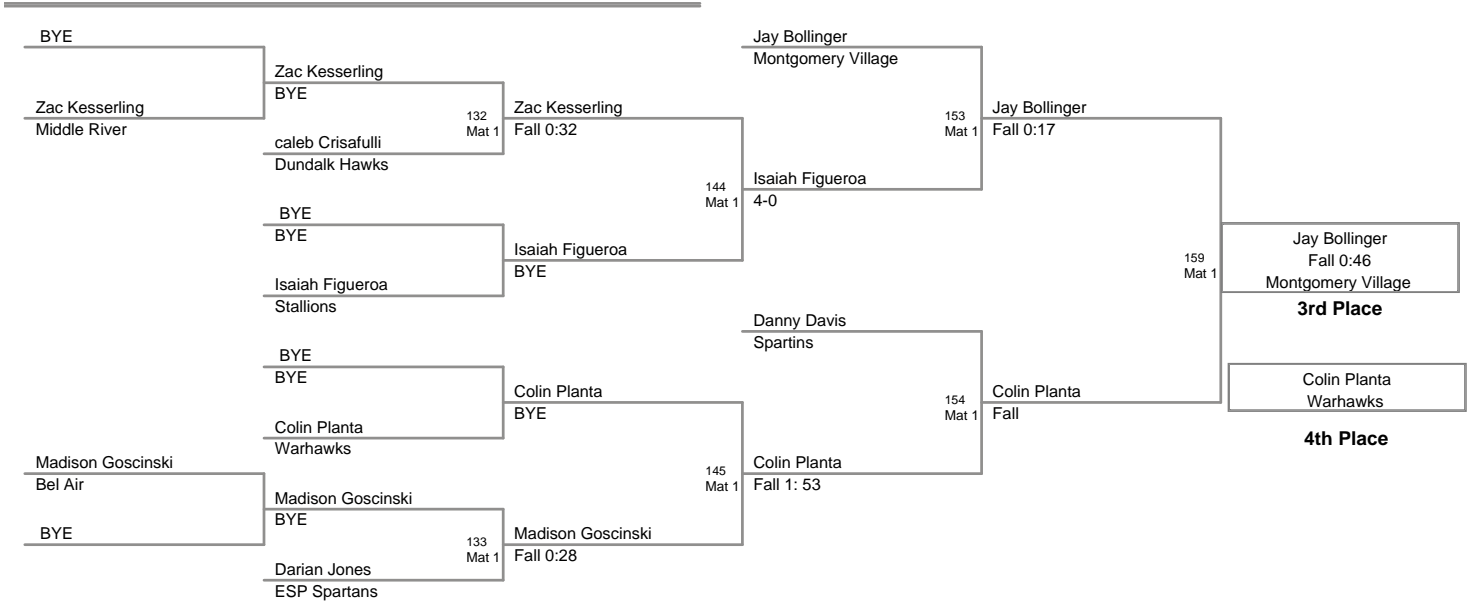 BYE
Zac Kesserling
Middle River
Madison Goscinski
Bel Air
BYE
Zac Kesserling
BYE
caleb Crisafulli
Dundalk Hawks
BYE
BYE
Isaiah Figueroa
Stallions
BYE
BYE
Colin Planta
Warhawks
Madison Goscinski
BYE
Darian Jones
ESP Spartans
132
Mat 1
Zac Kesserling
Fall 0:32
Isaiah Figueroa
BYE
Colin Planta
BYE
133
Mat 1
Madison Goscinski
Fall 0:28
Jay Bollinger
Montgomery Village
144
Mat 1
Isaiah Figueroa
4-0
Danny Davis
Spartins
145
Mat 1
Colin Planta
Fall 1: 53
153
Mat 1
Jay Bollinger
Fall 0:17
154
Mat 1
Colin Planta
Fall
159
Mat 1
Jay Bollinger
Fall 0:46
Montgomery Village
3rd Place
Colin Planta
Warhawks
4th Place